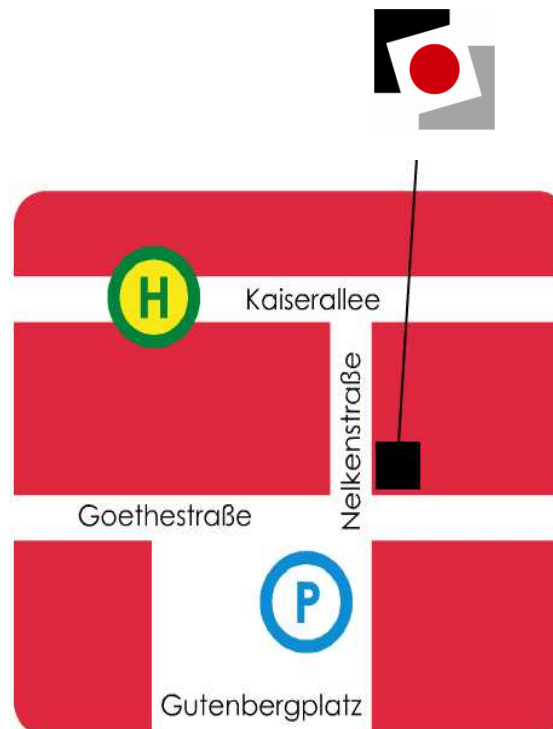 H
Kaiserallee
Nelkenstraße
Goethestraße
P
Gutenbergplatz